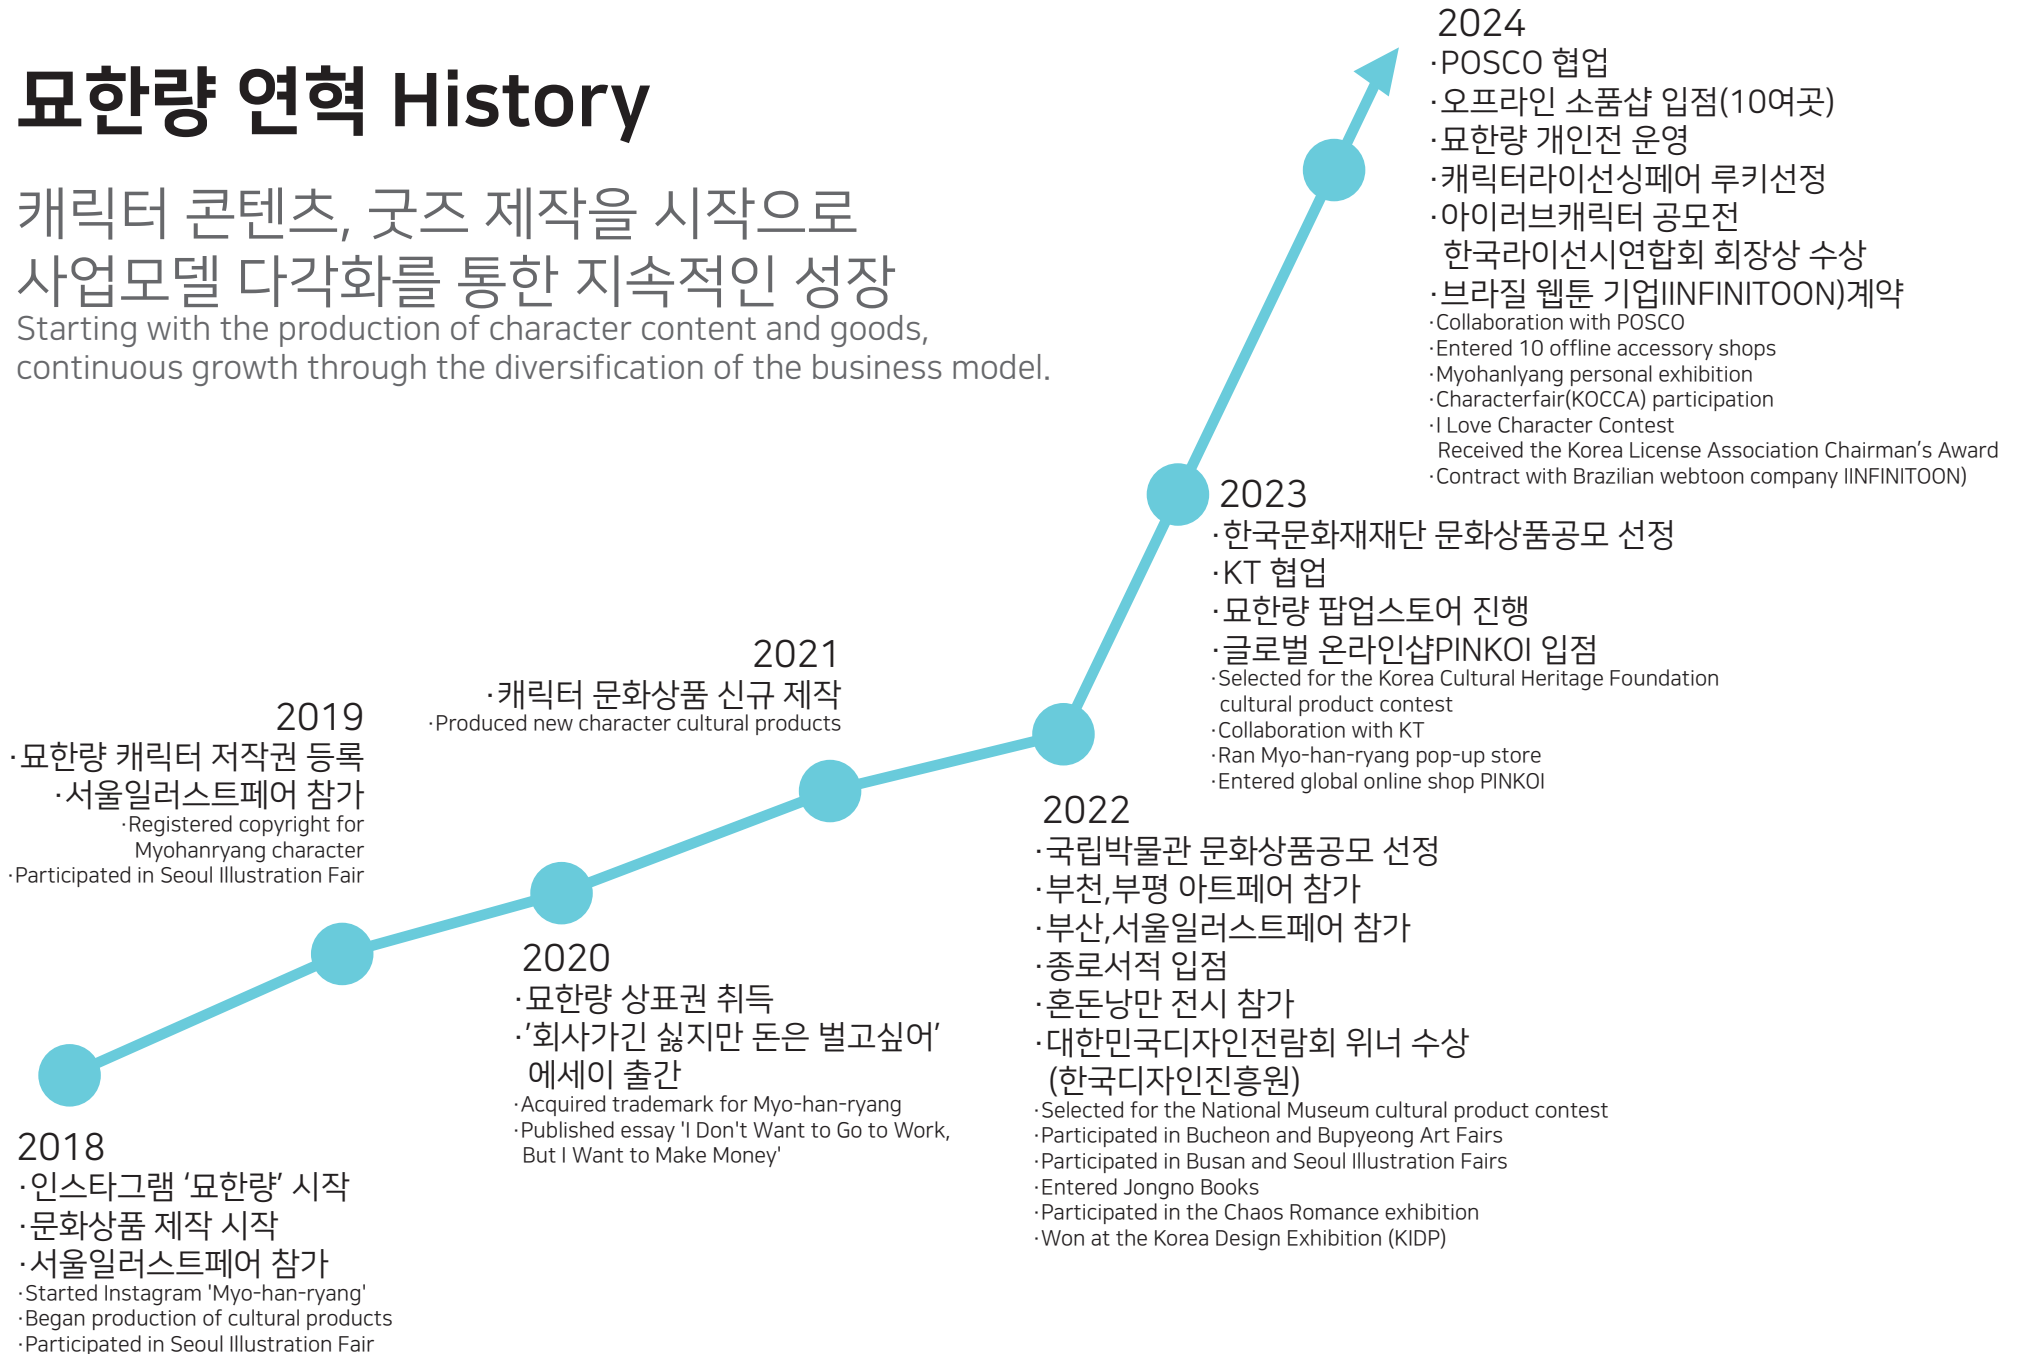 묘한량 연혁 History
캐릭터 콘텐츠, 굿즈 제작을 시작으로
사업모델 다각화를 통한 지속적인 성장
Starting with the production of character content and goods,
continuous growth through the diversification of the business model.
2018
·인스타그램 ‘묘한량’ 시작
·문화상품 제작 시작
·서울일러스트페어 참가
·Started Instagram 'Myo-han-ryang'
·Began production of cultural products
·Participated in Seoul Illustration Fair
2019
·묘한량 캐릭터 저작권 등록
·서울일러스트페어 참가
·Registered copyright for
Myohanryang character
·Participated in Seoul Illustration Fair
2020
·묘한량 상표권 취득
·’회사가긴 싫지만 돈은 벌고싶어’
에세이 출간
·Acquired trademark for Myo-han-ryang
·Published essay 'I Don't Want to Go to Work,
But I Want to Make Money'
2021
·캐릭터 문화상품 신규 제작
·Produced new character cultural products
2022
·국립박물관 문화상품공모 선정
·부천,부평 아트페어 참가
·부산,서울일러스트페어 참가
·종로서적 입점
·혼돈낭만 전시 참가
·대한민국디자인전람회 위너 수상
(한국디자인진흥원)
·Selected for the National Museum cultural product contest
·Participated in Bucheon and Bupyeong Art Fairs
·Participated in Busan and Seoul Illustration Fairs
·Entered Jongno Books
·Participated in the Chaos Romance exhibition
·Won at the Korea Design Exhibition (KIDP)
2023
·한국문화재재단 문화상품공모 선정
·KT 협업
·묘한량 팝업스토어 진행
·글로벌 온라인샵PINKOI 입점
·Selected for the Korea Cultural Heritage Foundation
cultural product contest
·Collaboration with KT
·Ran Myo-han-ryang pop-up store
·Entered global online shop PINKOI
2024
·POSCO 협업
·오프라인 소품샵 입점(10여곳)
·묘한량 개인전 운영
·캐릭터라이선싱페어 루키선정
·아이러브캐릭터 공모전
한국라이선시연합회 회장상 수상
·브라질 웹툰 기업IINFINITOON)계약
·Collaboration with POSCO
·Entered 10 offline accessory shops
·Myohanlyang personal exhibition
·Characterfair(KOCCA) participation
·I Love Character Contest
Received the Korea License Association Chairman’s Award
·Contract with Brazilian webtoon company IINFINITOON)